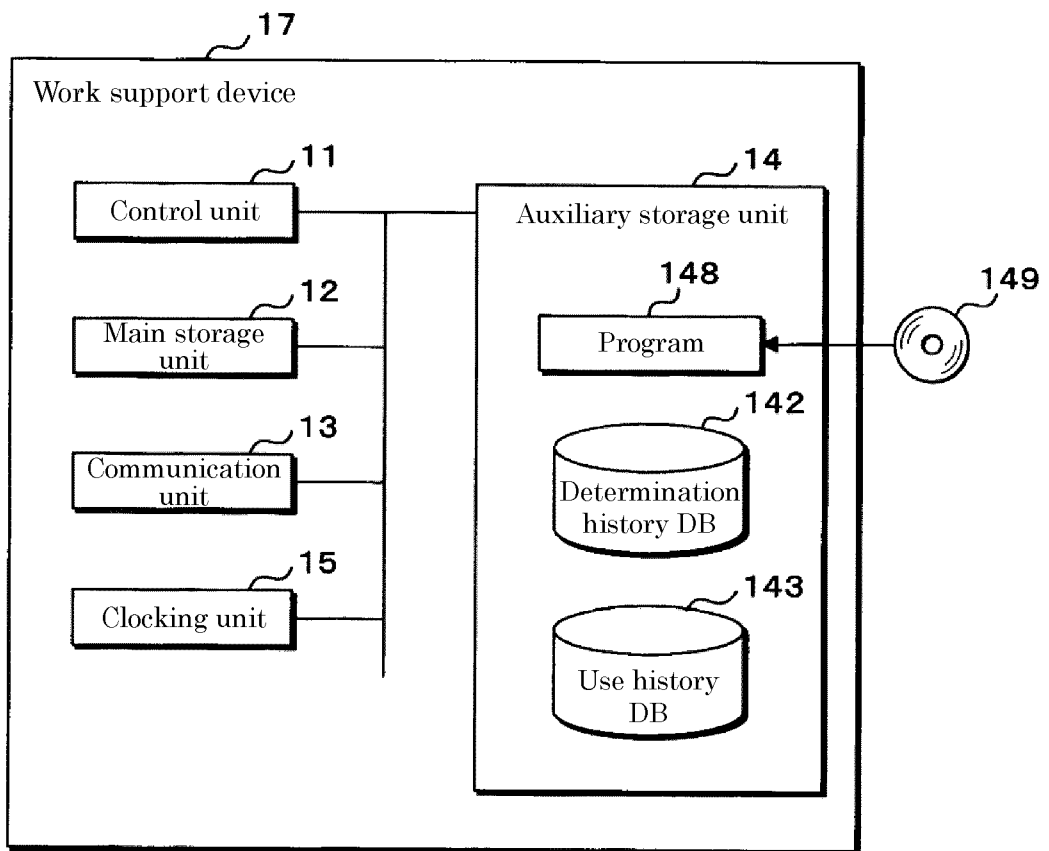 17
Work support device
11
Control unit
12
Main storage
unit
13
Communication
unit
15
Clocking unit
14
Auxiliary storage unit
148
Program
149
142
Determination
history DB
143
Use history
DB